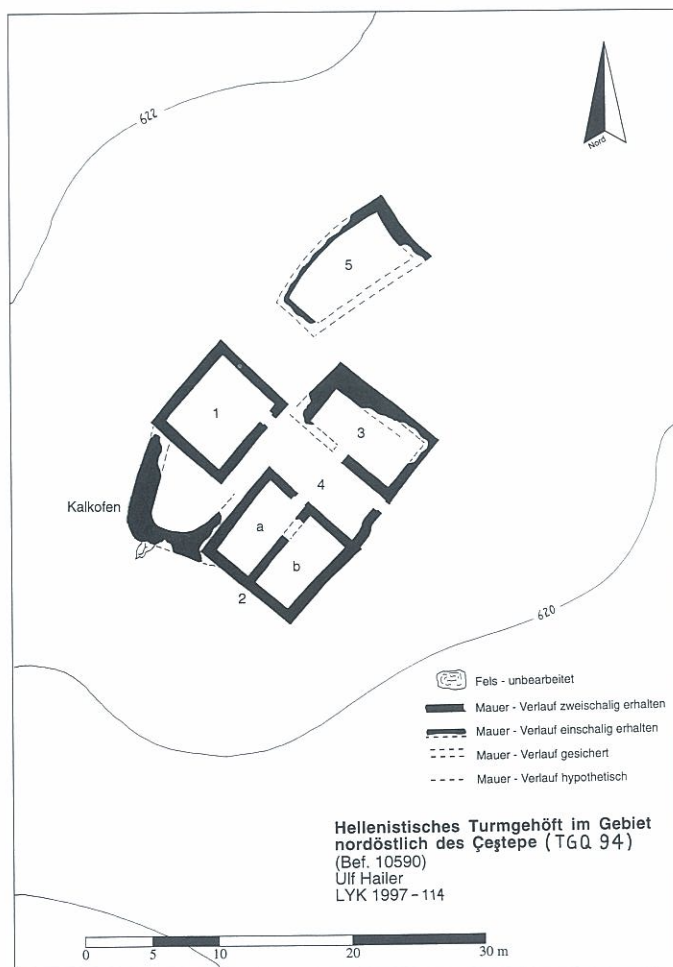 622
Nord
5
1
3
Kalkofen
4
a
b
2
620
Fels - unbearbeitet
Mauer - Verlauf zweischalig erhalten
Mauer - Verlauf einschalig erhalten
Mauer - Verlauf gesichert
Mauer - Verlauf hypothetisch
Hellenistisches Turmgehöft im Gebiet
nordöstlich des Çeştepe (TGQ 94)
(Bef. 10590)
Ulf Hailer
LYK 1997-114
0 5 10 20 30 m